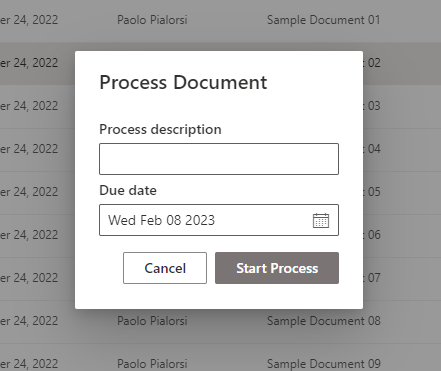 er 24, 2022 Paolo Pialorsi Sample Document 01
er 24, 2022 02
Process Document
er 24, 2022 t 03
Process description
er 24, 2022 t 04
er 24, 2022 t 05
Due date
Wed Feb 08 2023
er 24, 2022 t 06
Cancel Start Process
er 24, 2022 t 07
er 24, 2022 Paolo Pialorsi Sample Document 08
er 24, 2022 Paolo Pialorsi Sample Document 09